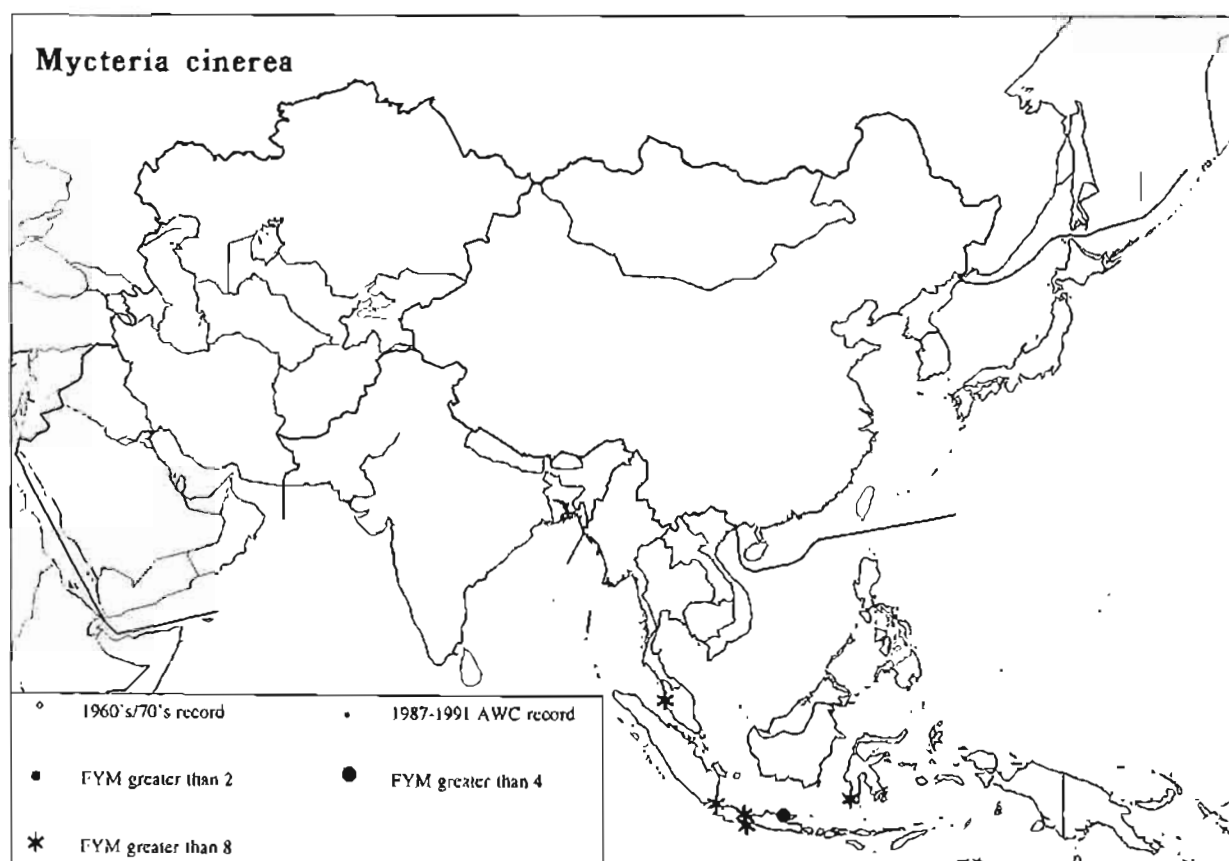 Mycteria cinerea
1960's/70's record
1987-1991 AWC record
FYM greater than 2
FYM greater than 4
FYM greater than 8